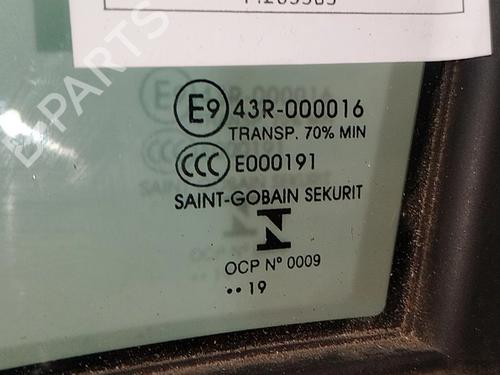 E9 43R-000016
TRANSP. 70% MIN
CCC E000191
SAINT-GOBAIN SEKURIT
N
OCP Nº 0009
•• 19
B-PARTS